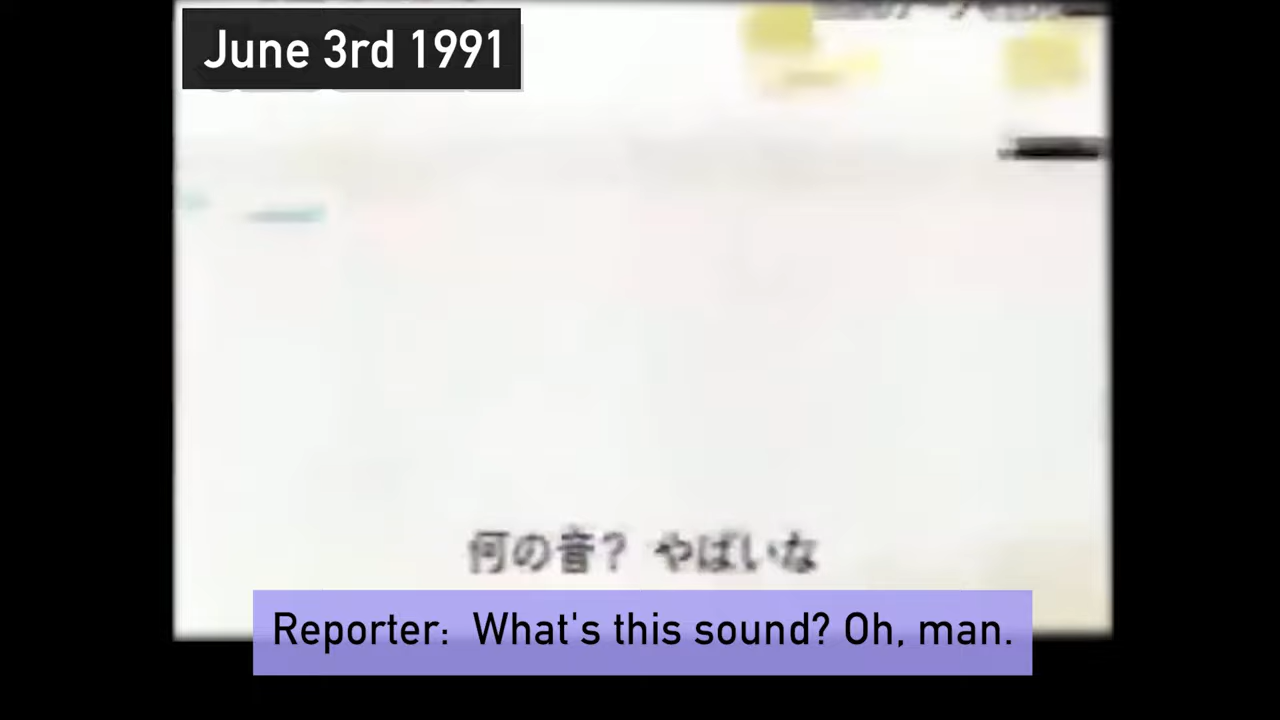 June 3rd 1991
何の音? やばいな
Reporter: What's this sound? Oh, man.